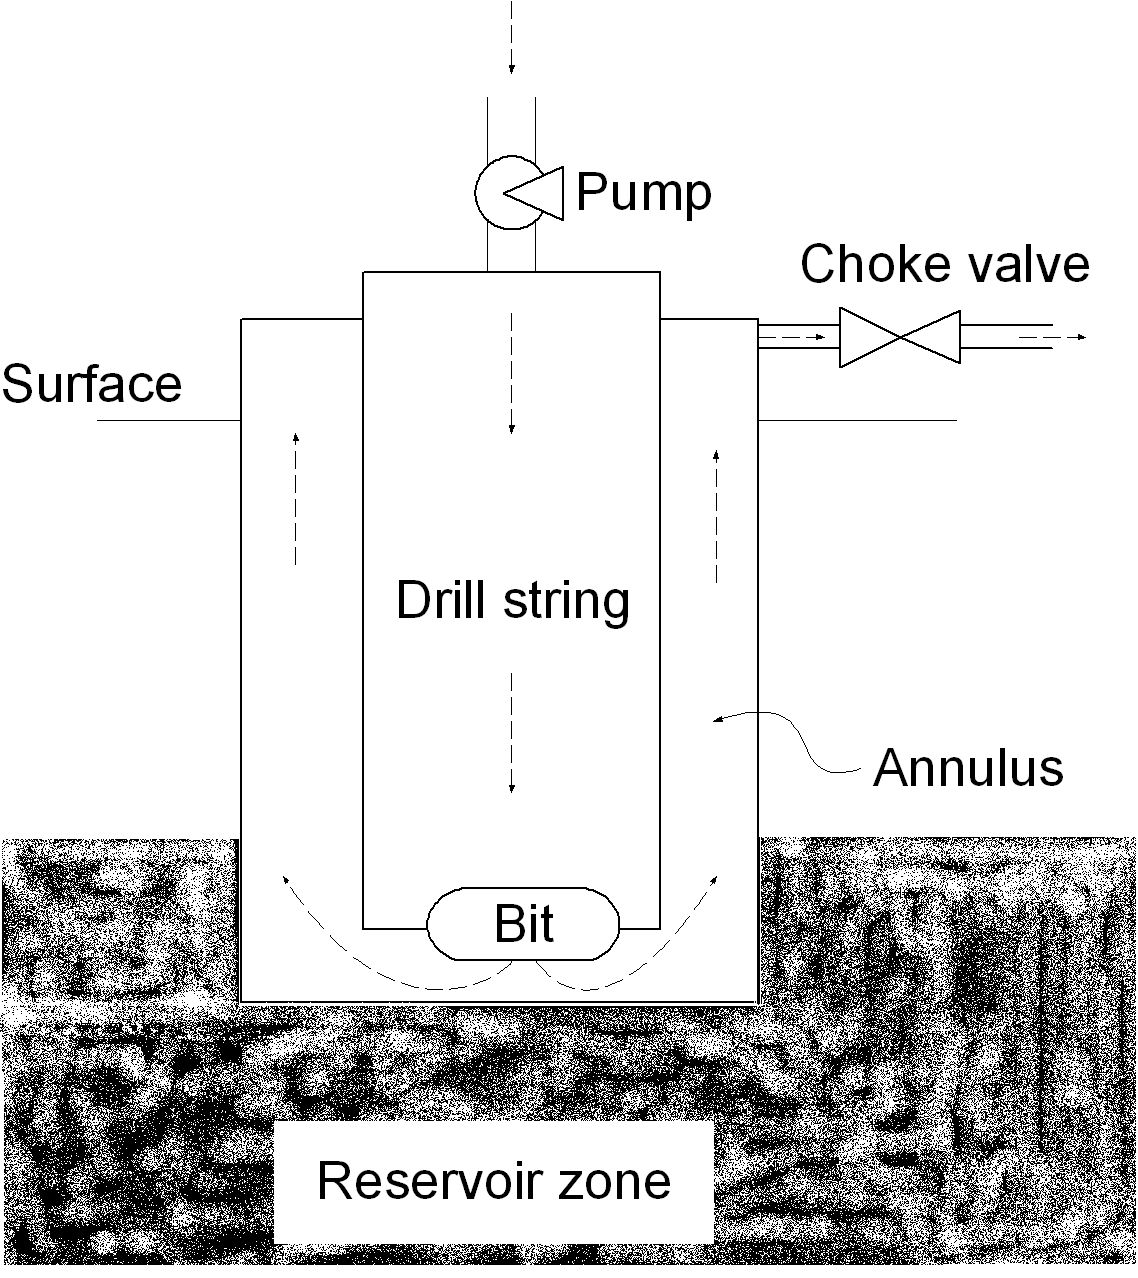 Pump
Choke valve
Surface
Drill string
Annulus
Bit
Reservoir zone